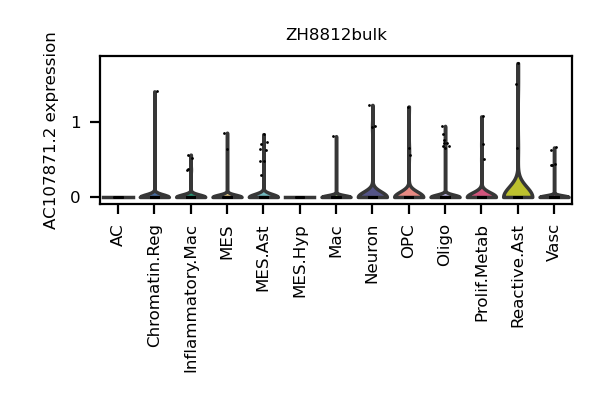 ZH8812bulk
AC107871.2 expression
1
0
AC
Chromatin.Reg
Inflammatory.Mac
MES
MES.Ast
MES.Hyp
Mac
Neuron
OPC
Oligo
Prolif.Metab
Reactive.Ast
Vasc